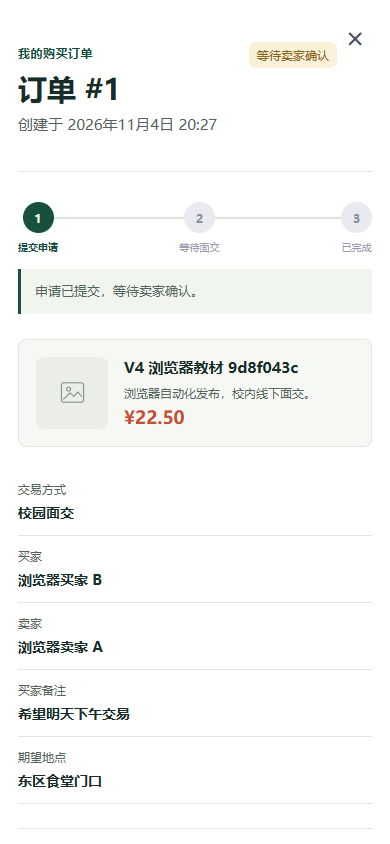 我的购买订单
等待卖家确认
订单 #1
创建于 2026年11月4日 20:27
1
2
3
提交申请
等待面交
已完成
申请已提交，等待卖家确认。
V4 浏览器教材 9d8f043c
浏览器自动化发布，校内线下面交。
¥22.50
交易方式
校园面交
买家
浏览器买家 B
卖家
浏览器卖家 A
买家备注
希望明天下午交易
期望地点
东区食堂门口